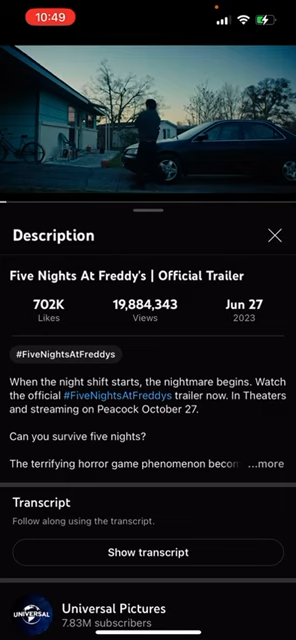 10:49
Description
Five Nights At Freddy's | Official Trailer
702K
Likes
19,884,343
Views
Jun 27
2023
#FiveNightsAtFreddys
When the night shift starts, the nightmare begins. Watch
the official #FiveNightsAtFreddys trailer now. In Theaters
and streaming on Peacock October 27.
Can you survive five nights?
The terrifying horror game phenomenon becon ...more
Transcript
Follow along using the transcript.
Show transcript
UNIVERSAL
Universal Pictures
7.83M subscribers